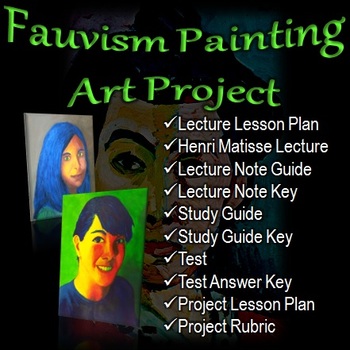 Fauvism Painting
Art Project
✓Lecture Lesson Plan
✓Henri Matisse Lecture
✓Lecture Note Guide
✓Lecture Note Key
✓Study Guide
✓Study Guide Key
✓Test
✓Test Answer Key
✓Project Lesson Plan
✓Project Rubric